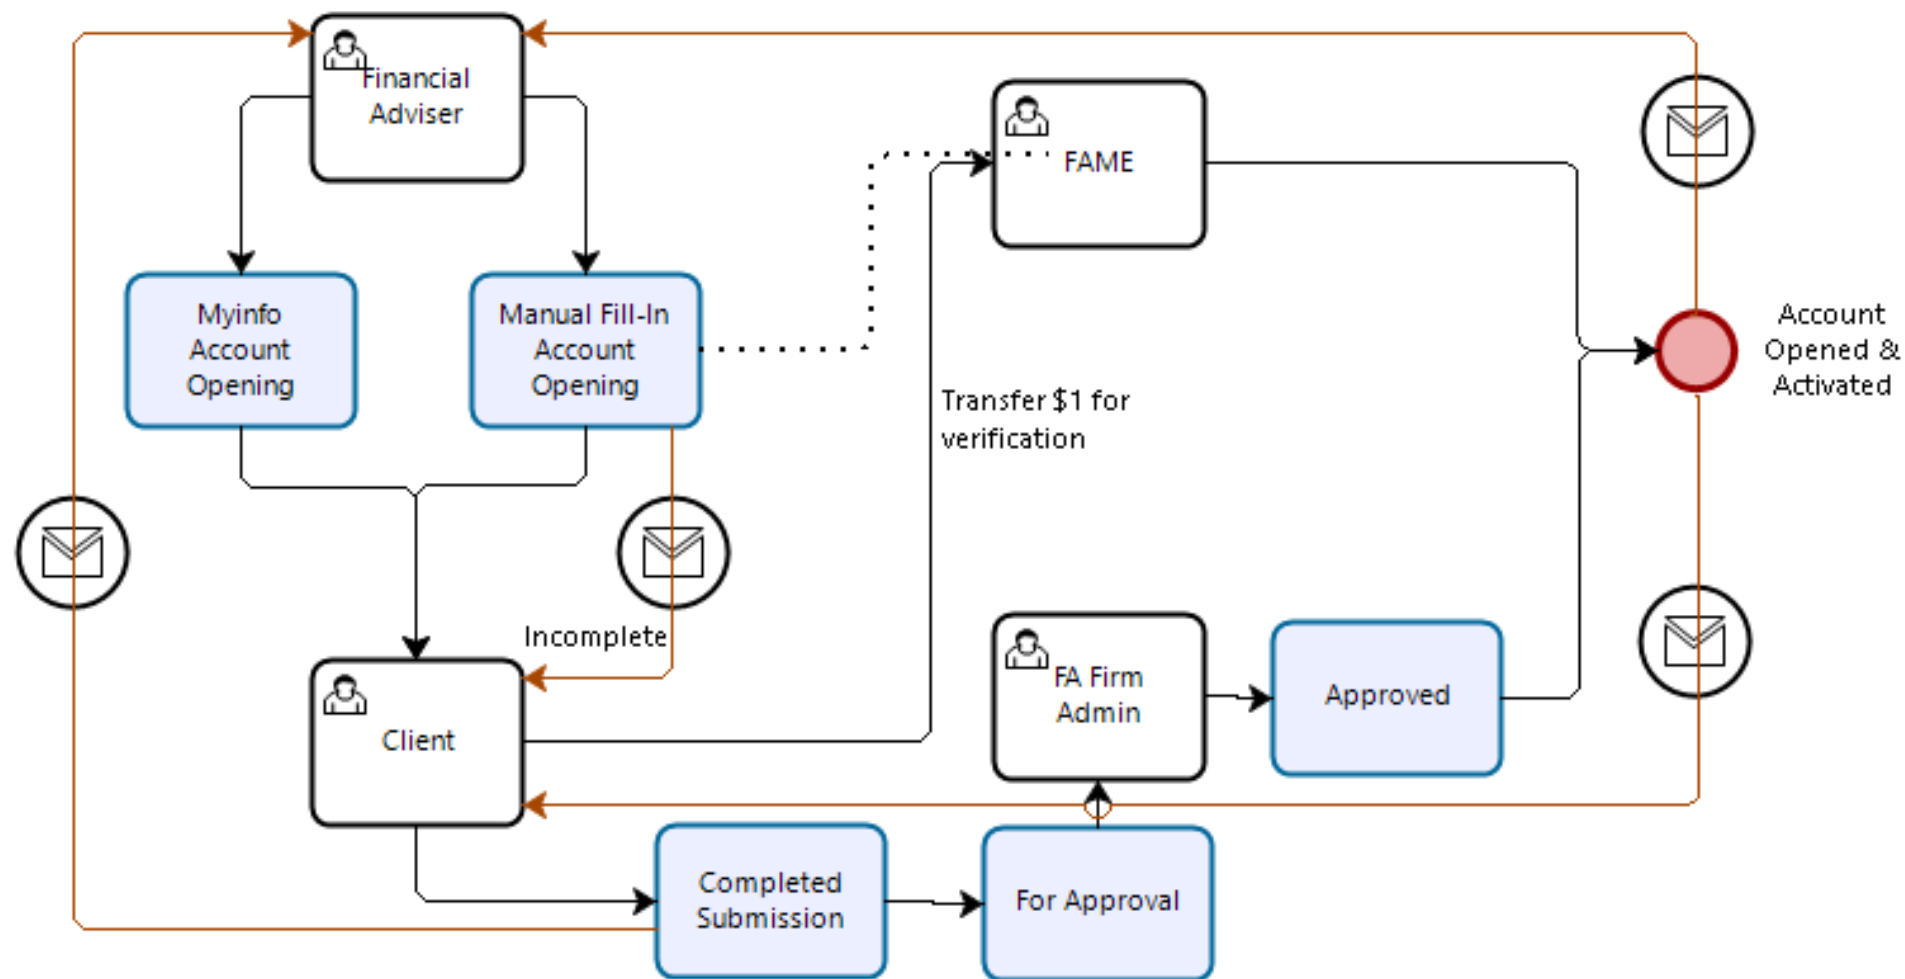 Financial
Adviser
FAME
Myinfo
Account
Opening
Manual Fill-In
Account
Opening
Account
Opened &
Activated
Transfer $1 for
verification
Incomplete
Client
FA Firm
Admin
Approved
Completed
Submission
For Approval